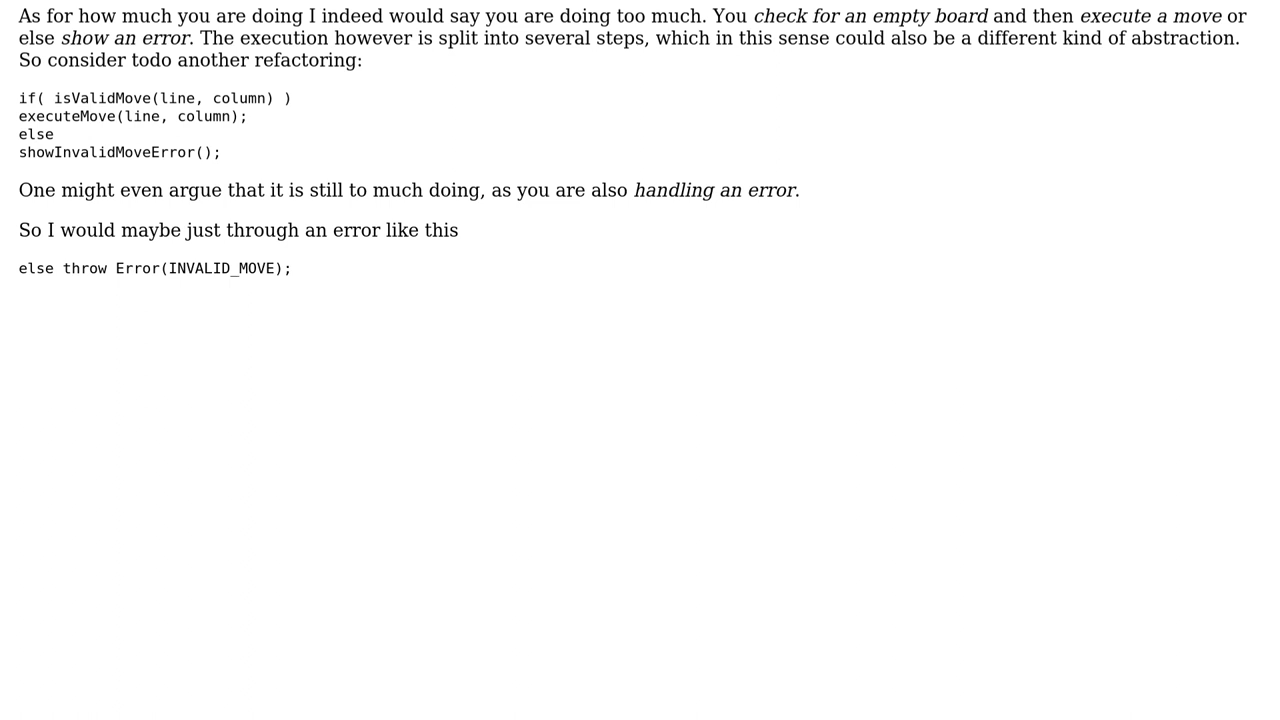 As for how much you are doing I indeed would say you are doing too much. You check for an empty board and then execute a move or
else show an error. The execution however is split into several steps, which in this sense could also be a different kind of abstraction.
So consider todo another refactoring:
if( isValidMove(line, column) )
executeMove(line, column);
else
showInvalidMoveError();
One might even argue that it is still to much doing, as you are also handling an error.
So I would maybe just through an error like this
else throw Error(INVALID_MOVE);